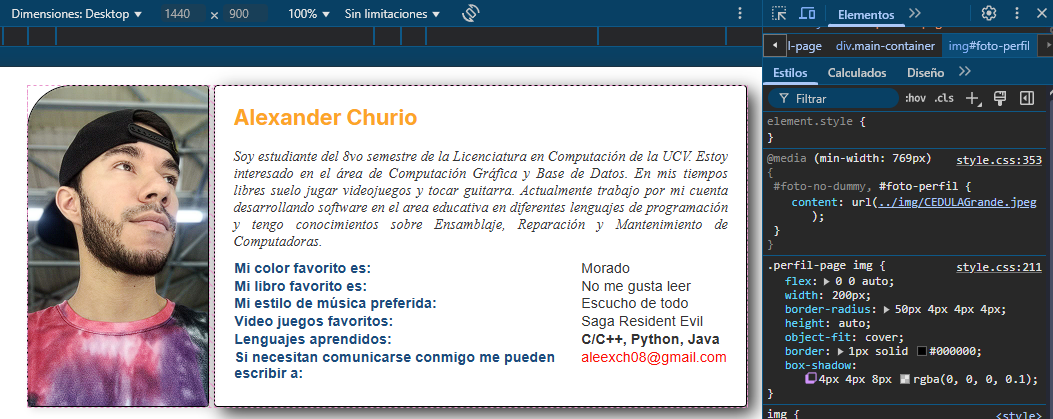 Dimensiones: Desktop 1440 × 900 100% Sin limitaciones
Elementos
l-page div.main-container img#foto-perfil
Estilos Calculados Diseño
Filtrar :hov .cls
element.style {
}
@media (min-width: 769px) style.css:353
{
#foto-no-dummy, #foto-perfil {
content: url(../img/CEDULAGrande.jpeg
);
}
}
.perfil-page img { style.css:211
flex: 0 0 auto;
width: 200px;
border-radius: 50px 4px 4px 4px;
height: auto;
object-fit: cover;
border: 1px solid #000000;
box-shadow:
4px 4px 8px rgba(0, 0, 0, 0.1);
}
img { <style>
Alexander Churio
Soy estudiante del 8vo semestre de la Licenciatura en Computación de la UCV. Estoy
interesado en el área de Computación Gráfica y Base de Datos. En mis tiempos
libres suelo jugar videojuegos y tocar guitarra. Actualmente trabajo por mi cuenta
desarrollando software en el area educativa en diferentes lenguajes de programación
y tengo conocimientos sobre Ensamblaje, Reparación y Mantenimiento de
Computadoras.
Mi color favorito es: Morado
Mi libro favorito es: No me gusta leer
Mi estilo de música preferida: Escucho de todo
Video juegos favoritos: Saga Resident Evil
Lenguajes aprendidos: C/C++, Python, Java
Si necesitan comunicarse conmigo me pueden aleexch08@gmail.com
escribir a: